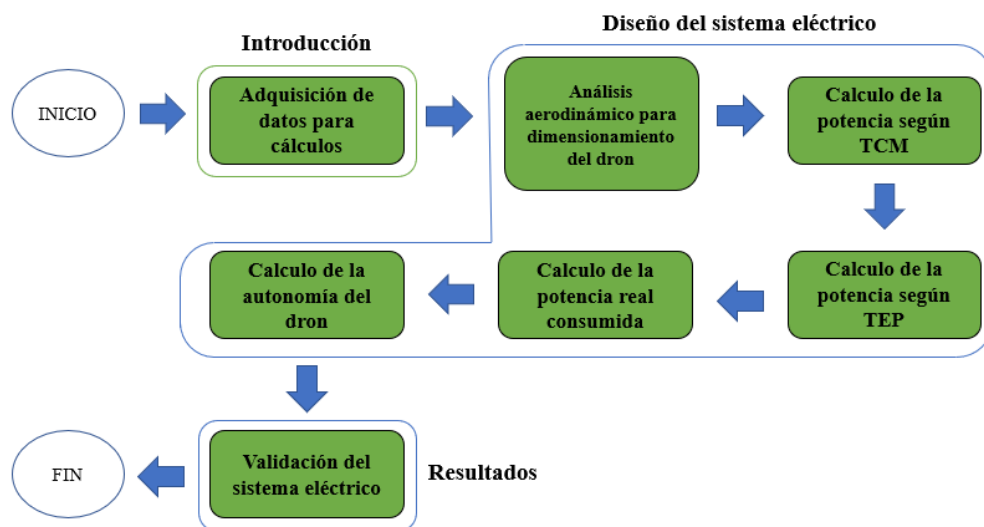 Diseño del sistema eléctrico
Introducción
INICIO
Adquisición de
datos para
cálculos
Análisis
aerodinámico para
dimensionamiento
del dron
Calculo de la
potencia según
TCM
Calculo de la
potencia según
TEP
Calculo de la
potencia real
consumida
Calculo de la
autonomía del
dron
Validación del
sistema eléctrico
Resultados
FIN